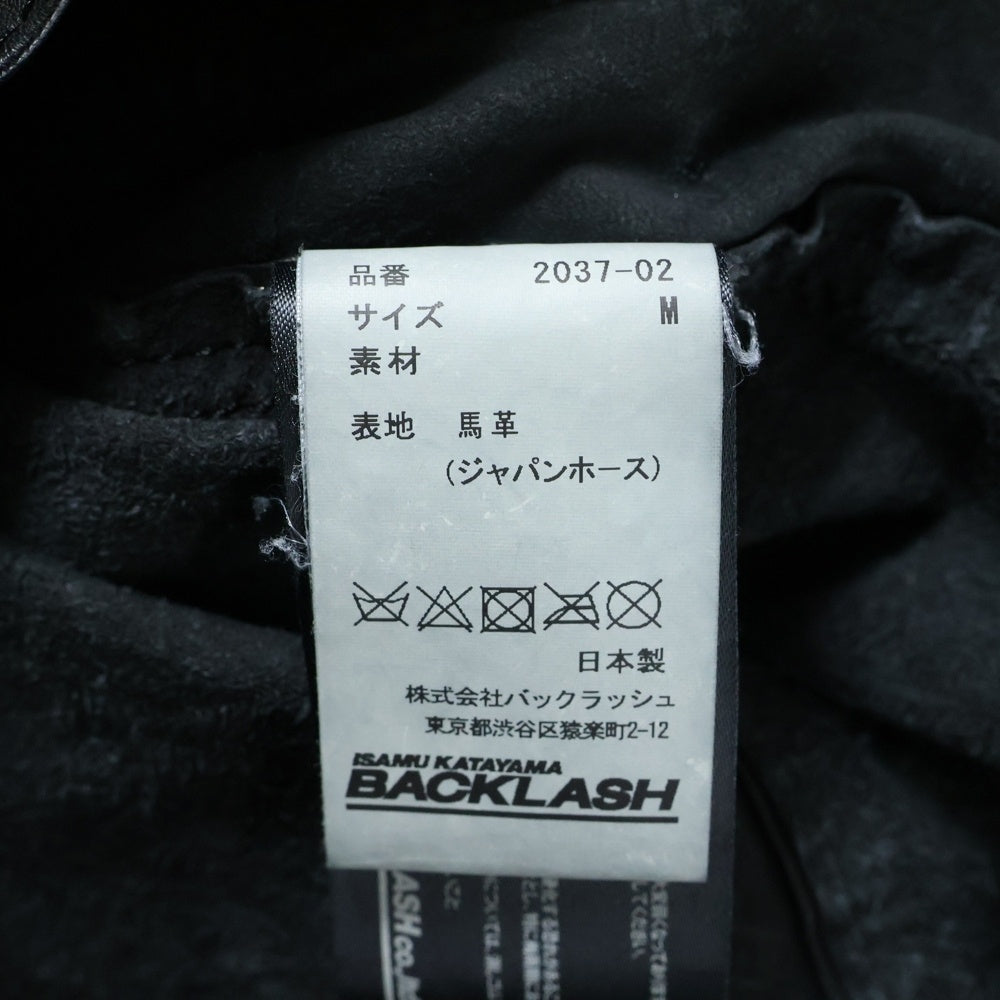 品番 2037-02
サイズ M
素材
表地 馬革
(ジャパンホース)
日本製
株式会社バックラッシュ
東京都渋谷区猿楽町2-12
ISAMU KATAYAMA
BACKLASH
ASH co.,